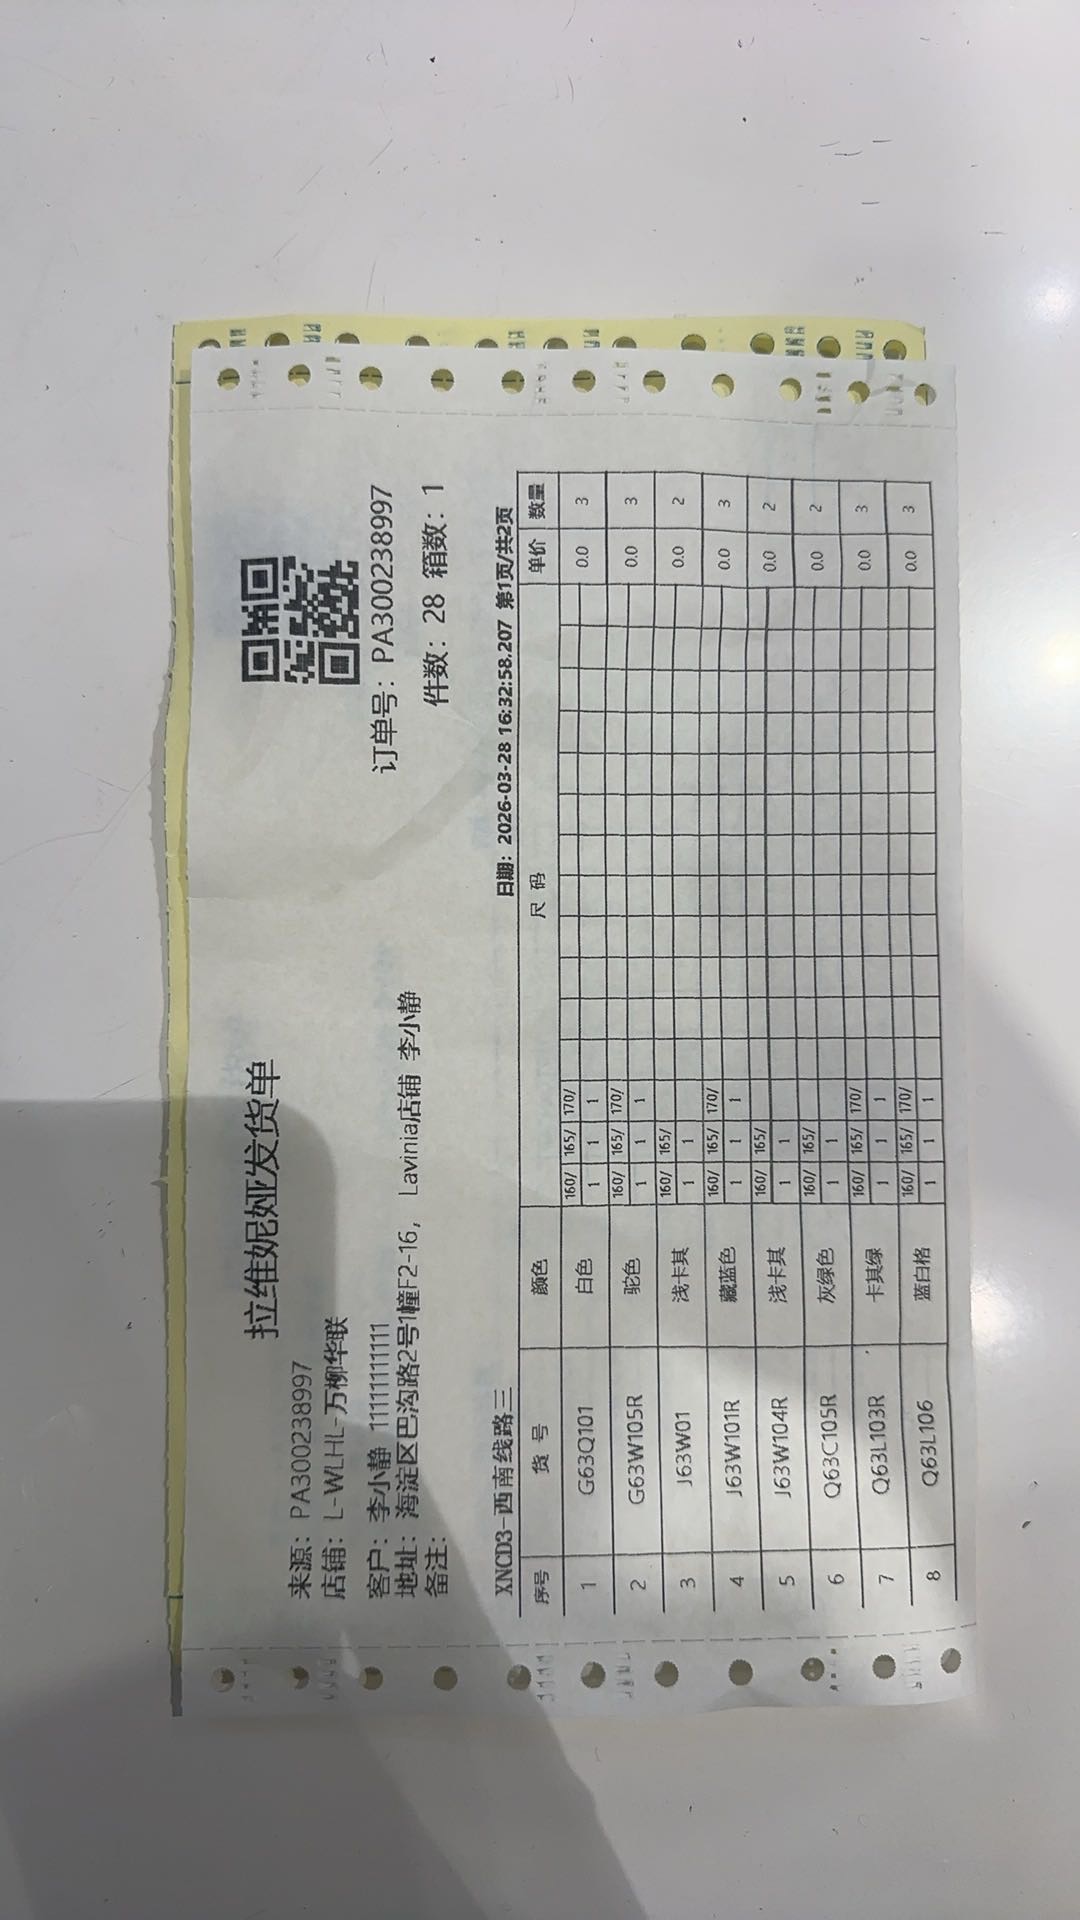 拉维妮娅发货单
来源：PA300238997
店铺：L-WLHL-万柳华联
订单号：PA300238997
客户：李小静 11111111111
件数：28 箱数：1
地址：海淀区巴沟路2号1幢F2-16， Lavinia店铺 李小静
备注：
XNCD3-西南线路三 日期：2026-03-28 16:32:58.207 第1页/共2页
序号 货号 颜色 尺码 单价 数量
160/ 165/ 170/
1 G63Q101 白色 1 1 1 0.0 3
160/ 165/ 170/
2 G63W105R 驼色 1 1 1 0.0 3
160/ 165/
3 J63W01 浅卡其 1 1 0.0 2
160/ 165/ 170/
4 J63W101R 藏蓝色 1 1 1 0.0 3
160/ 165/
5 J63W104R 浅卡其 1 1 0.0 2
160/ 165/
6 Q63C105R 灰绿色 1 1 0.0 2
160/ 165/ 170/
7 Q63L103R 卡其绿 1 1 1 0.0 3
160/ 165/ 170/
8 Q63L106 蓝白格 1 1 1 0.0 3